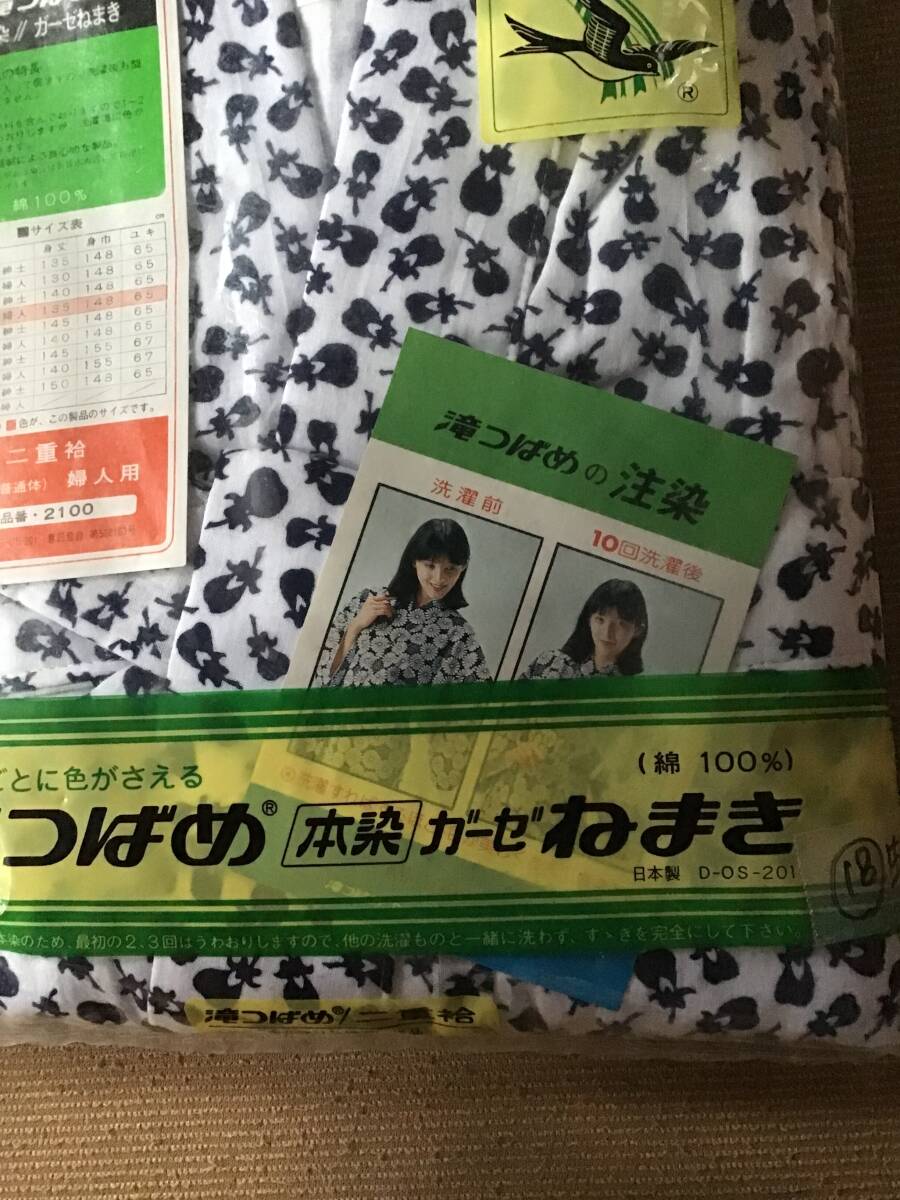 ガーゼねまき
の特長
綿100%
■サイズ表
cm
身丈 身巾 ユキ
紳士 135 148 65
婦人 130 148 65
紳士 140 148 65
婦人 135 148 65
紳士 145 148 65
婦人 140 148 65
紳士 145 155 67
婦人 140 155 67
紳士 150 148 65
婦人
色が、この製品のサイズです。
二重袷
(普通体) 婦人用
品番・2100
®
滝つばめの注染
洗濯前
10回洗濯後
ごとに色がさえる
(綿 100%)
つばめ® 本染 ガーゼねまき
日本製 D-OS-201
18
染のため、最初の2、3回はうわおりしますので、他の洗濯ものと一緒に洗わず、すゝぎを完全にして下さい。
滝つばめ®/二重袷